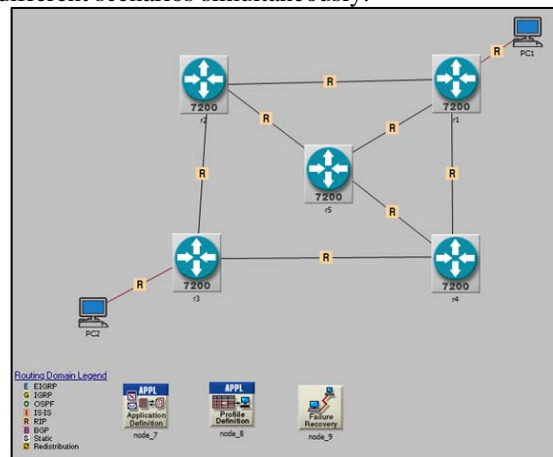 different scenarios simultaneously.
R
PC1
7200
r2
R
7200
r1
R
R
7200
r5
R
R
R
7200
r3
R
7200
r4
R
PC2
Routing Domain Legend
E EIGRP
G IGRP
O OSPF
I IS-IS
R RIP
B BGP
S Static
Redistribution
APPL
Application
Definition
node_7
APPL
Profile
Definition
node_8
Failure
Recovery
node_9